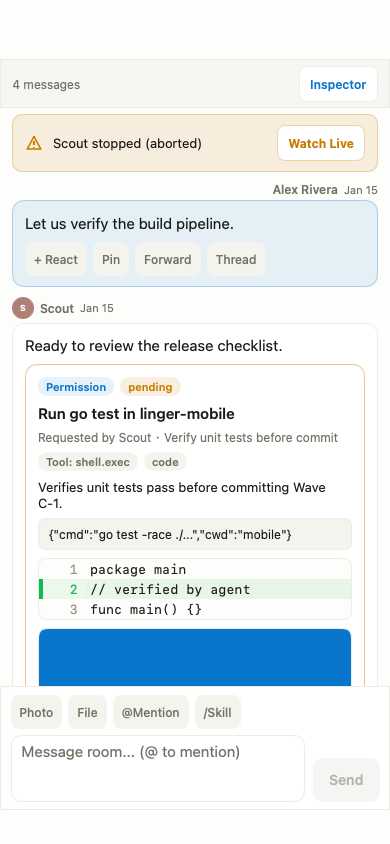 4 messages
Inspector
Scout stopped (aborted)
Watch Live
Alex Rivera Jan 15
Let us verify the build pipeline.
+ React
Pin
Forward
Thread
S
Scout Jan 15
Ready to review the release checklist.
Permission
pending
Run go test in linger-mobile
Requested by Scout · Verify unit tests before commit
Tool: shell.exec
code
Verifies unit tests pass before committing Wave
C-1.
{"cmd":"go test -race ./...","cwd":"mobile"}
1 package main
2 // verified by agent
3 func main() {}
Photo
File
@Mention
/Skill
Message room... (@ to mention)
Send